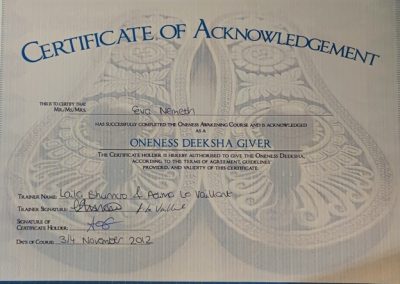 CERTIFICATE OF ACKNOWLEDGEMENT
THIS IS TO CERTIFY THAT
MR./MS./MRS. Eva Nemeth
HAS SUCCESSFULLY COMPLETED THE ONENESS AWAKENING COURSE AND IS ACKNOWLEDGED
AS A
ONENESS DEEKSHA GIVER
THE CERTIFICATE HOLDER IS HEREBY AUTHORISED TO GIVE THE ONENESS DEEKSHA,
ACCORDING TO THE TERMS OF AGREEMENT, GUIDELINES
PROVIDED, AND VALIDITY OF THIS CERTIFICATE.
TRAINER NAME: Laila & Le Vaillant
TRAINER SIGNATURE:
SIGNATURE OF
CERTIFICATE HOLDER:
DATE OF COURSE: 3/4 November 2012